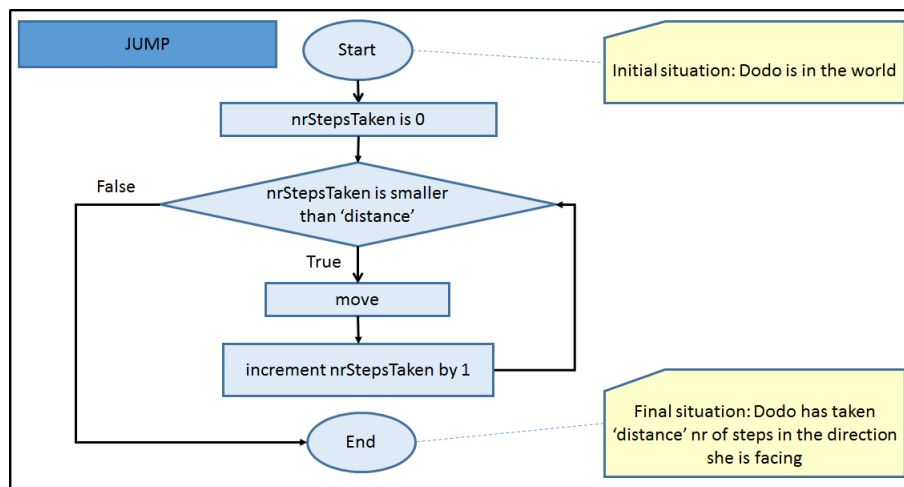 JUMP
Start
Initial situation: Dodo is in the world
nrStepsTaken is 0
False
nrStepsTaken is smaller
than ‘distance’
True
move
increment nrStepsTaken by 1
End
Final situation: Dodo has taken
‘distance’ nr of steps in the direction
she is facing